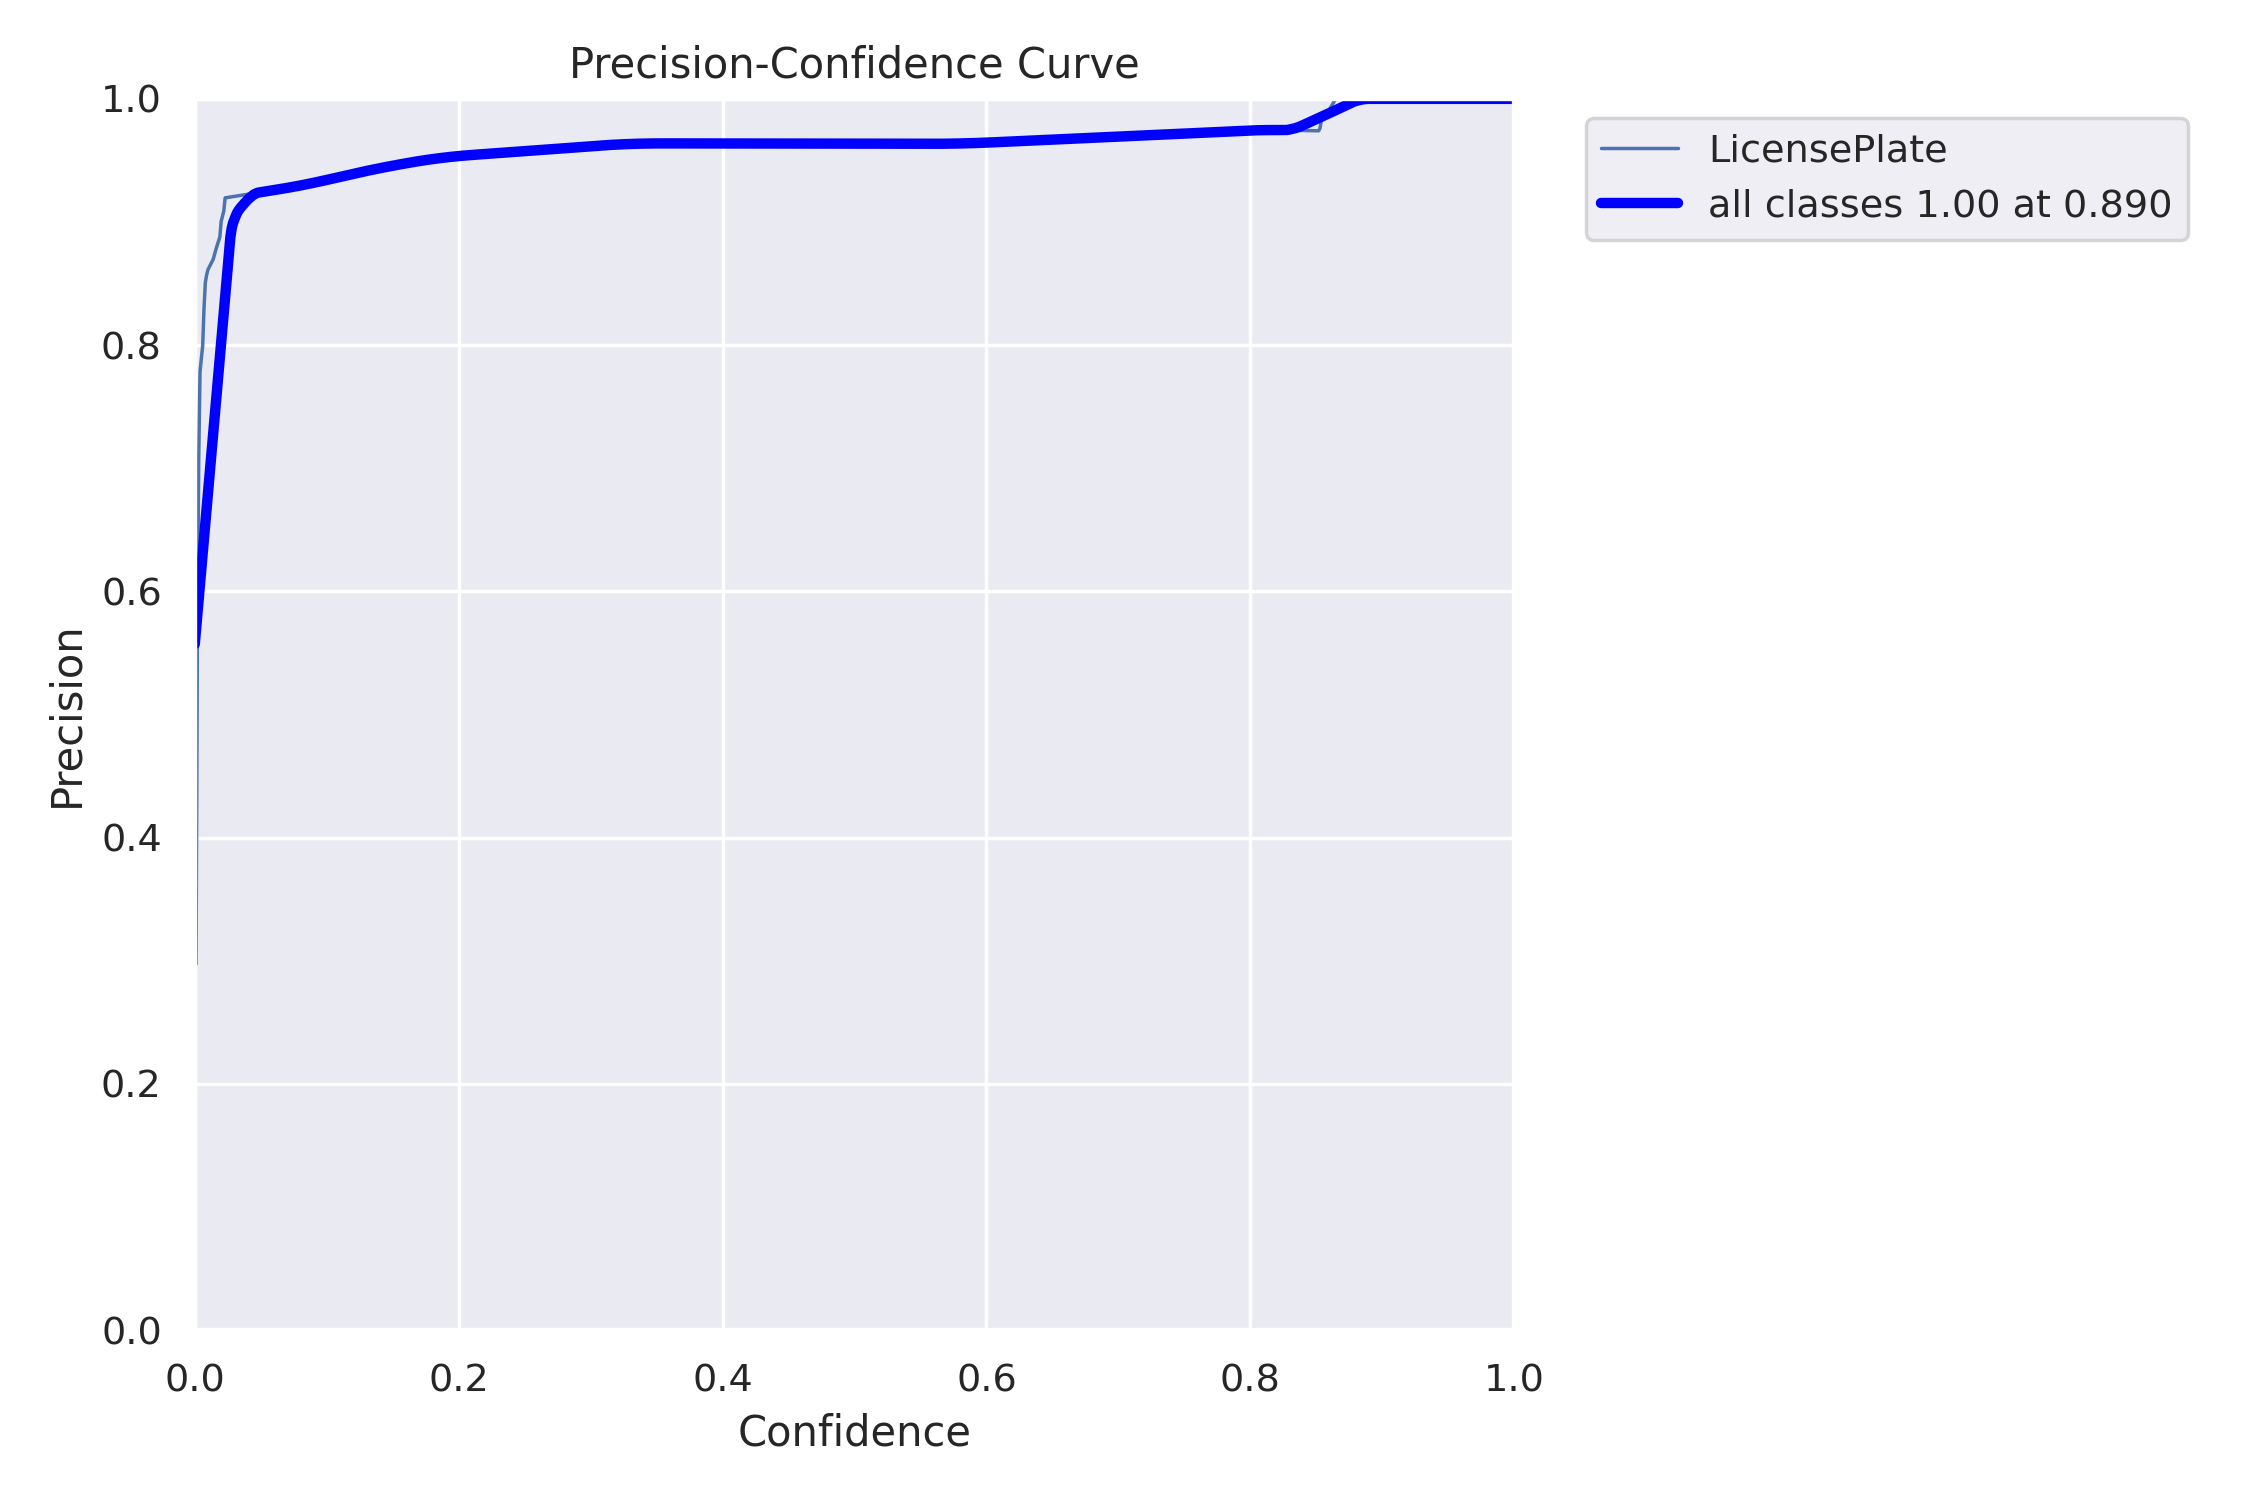 Precision-Confidence Curve
1.0
0.8
0.6
0.4
0.2
0.0
Precision
0.0 0.2 0.4 0.6 0.8 1.0
Confidence
LicensePlate
all classes 1.00 at 0.890